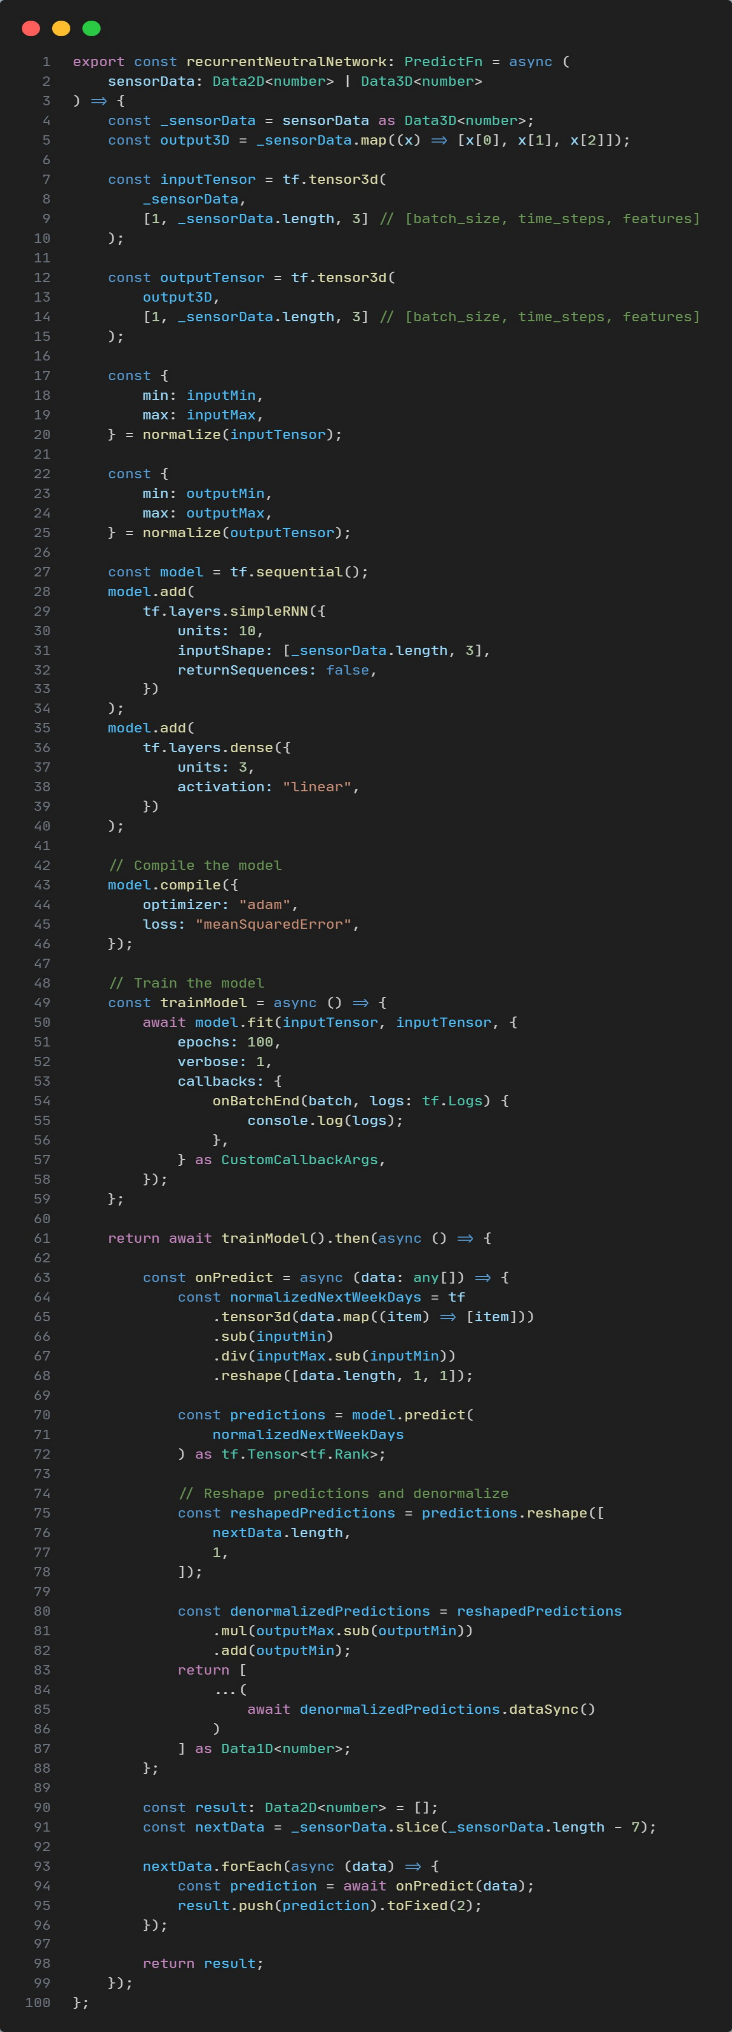 1 export const recurrentNeutralNetwork: PredictFn = async (
2 sensorData: Data2D<number> | Data3D<number>
3 ) => {
4 const _sensorData = sensorData as Data3D<number>;
5 const output3D = _sensorData.map((x) => [x[0], x[1], x[2]]);
6
7 const inputTensor = tf.tensor3d(
8 _sensorData,
9 [1, _sensorData.length, 3] // [batch_size, time_steps, features]
10 );
11
12 const outputTensor = tf.tensor3d(
13 output3D,
14 [1, _sensorData.length, 3] // [batch_size, time_steps, features]
15 );
16
17 const {
18 min: inputMin,
19 max: inputMax,
20 } = normalize(inputTensor);
21
22 const {
23 min: outputMin,
24 max: outputMax,
25 } = normalize(outputTensor);
26
27 const model = tf.sequential();
28 model.add(
29 tf.layers.simpleRNN({
30 units: 10,
31 inputShape: [_sensorData.length, 3],
32 returnSequences: false,
33 })
34 );
35 model.add(
36 tf.layers.dense({
37 units: 3,
38 activation: "linear",
39 })
40 );
41
42 // Compile the model
43 model.compile({
44 optimizer: "adam",
45 loss: "meanSquaredError",
46 });
47
48 // Train the model
49 const trainModel = async () => {
50 await model.fit(inputTensor, inputTensor, {
51 epochs: 100,
52 verbose: 1,
53 callbacks: {
54 onBatchEnd(batch, logs: tf.Logs) {
55 console.log(logs);
56 },
57 } as CustomCallbackArgs,
58 });
59 };
60
61 return await trainModel().then(async () => {
62
63 const onPredict = async (data: any[]) => {
64 const normalizedNextWeekDays = tf
65 .tensor3d(data.map((item) => [item]))
66 .sub(inputMin)
67 .div(inputMax.sub(inputMin))
68 .reshape([data.length, 1, 1]);
69
70 const predictions = model.predict(
71 normalizedNextWeekDays
72 ) as tf.Tensor<tf.Rank>;
73
74 // Reshape predictions and denormalize
75 const reshapedPredictions = predictions.reshape([
76 nextData.length,
77 1,
78 ]);
79
80 const denormalizedPredictions = reshapedPredictions
81 .mul(outputMax.sub(outputMin))
82 .add(outputMin);
83 return [
84 ...(
85 await denormalizedPredictions.dataSync()
86 )
87 ] as Data1D<number>;
88 };
89
90 const result: Data2D<number> = [];
91 const nextData = _sensorData.slice(_sensorData.length - 7);
92
93 nextData.forEach(async (data) => {
94 const prediction = await onPredict(data);
95 result.push(prediction).toFixed(2);
96 });
97
98 return result;
99 });
100 };